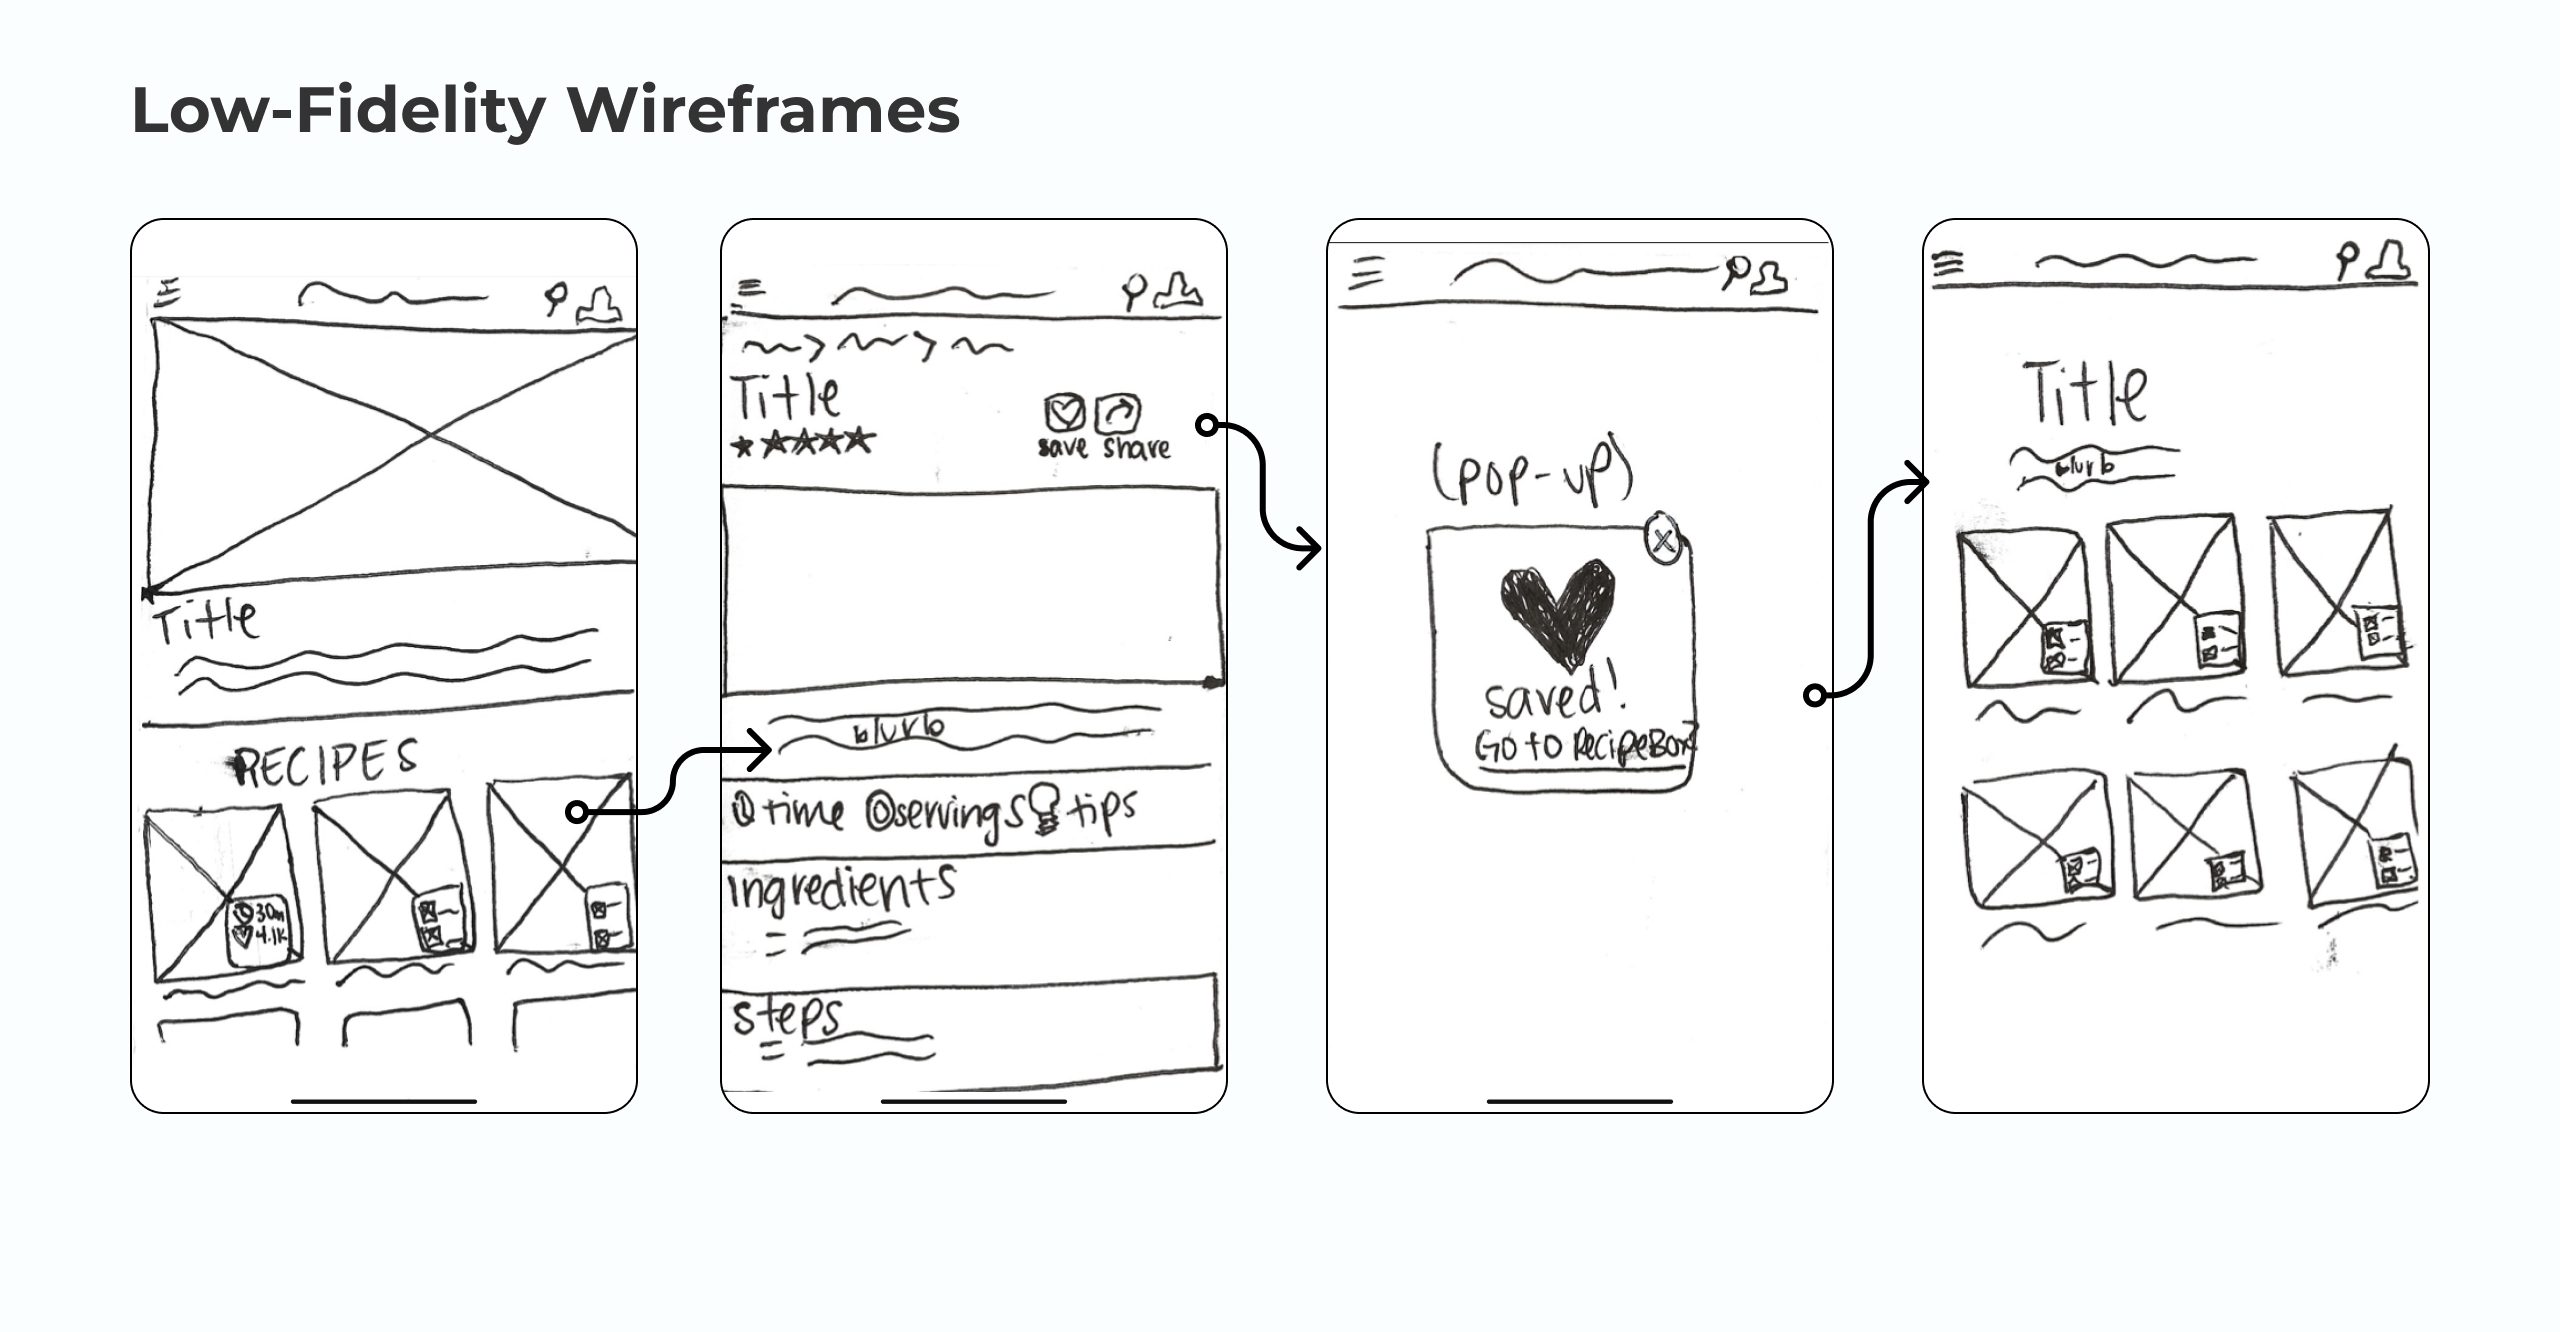 Low-Fidelity Wireframes
Title
RECIPES
30m
4.1K
Title
save share
blurb
time servings tips
ingredients
steps
(pop-up)
x
saved!
Go to RecipeBox?
Title
blurb